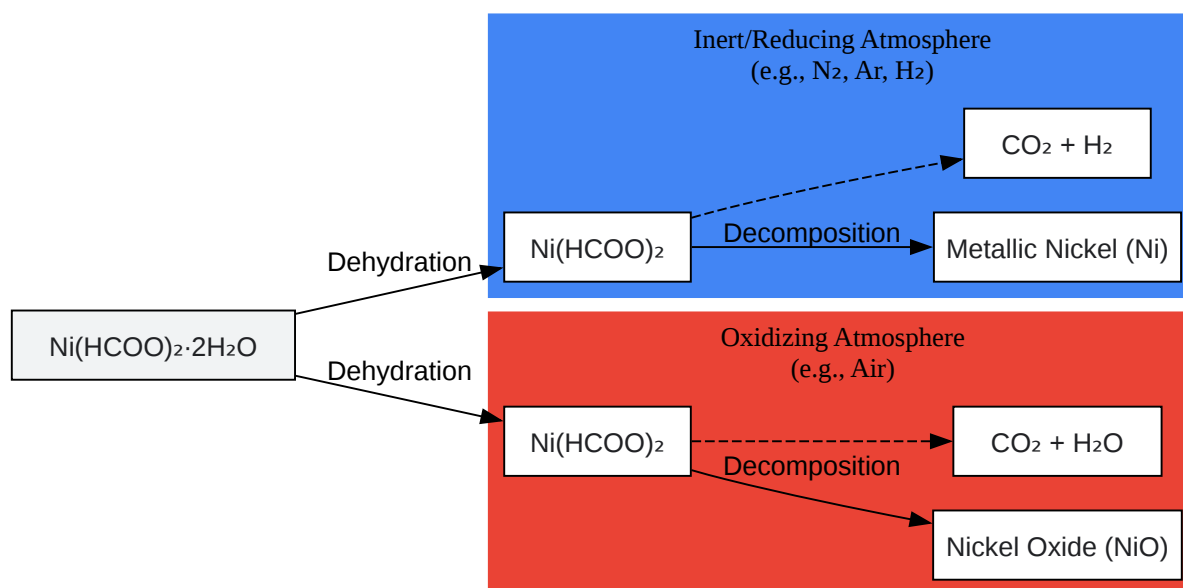 Inert/Reducing Atmosphere
(e.g., N₂, Ar, H₂)
CO₂ + H₂
Dehydration
Ni(HCOO)₂
Decomposition
Metallic Nickel (Ni)
Ni(HCOO)₂·2H₂O
Oxidizing Atmosphere
(e.g., Air)
Dehydration
Ni(HCOO)₂
CO₂ + H₂O
Decomposition
Nickel Oxide (NiO)